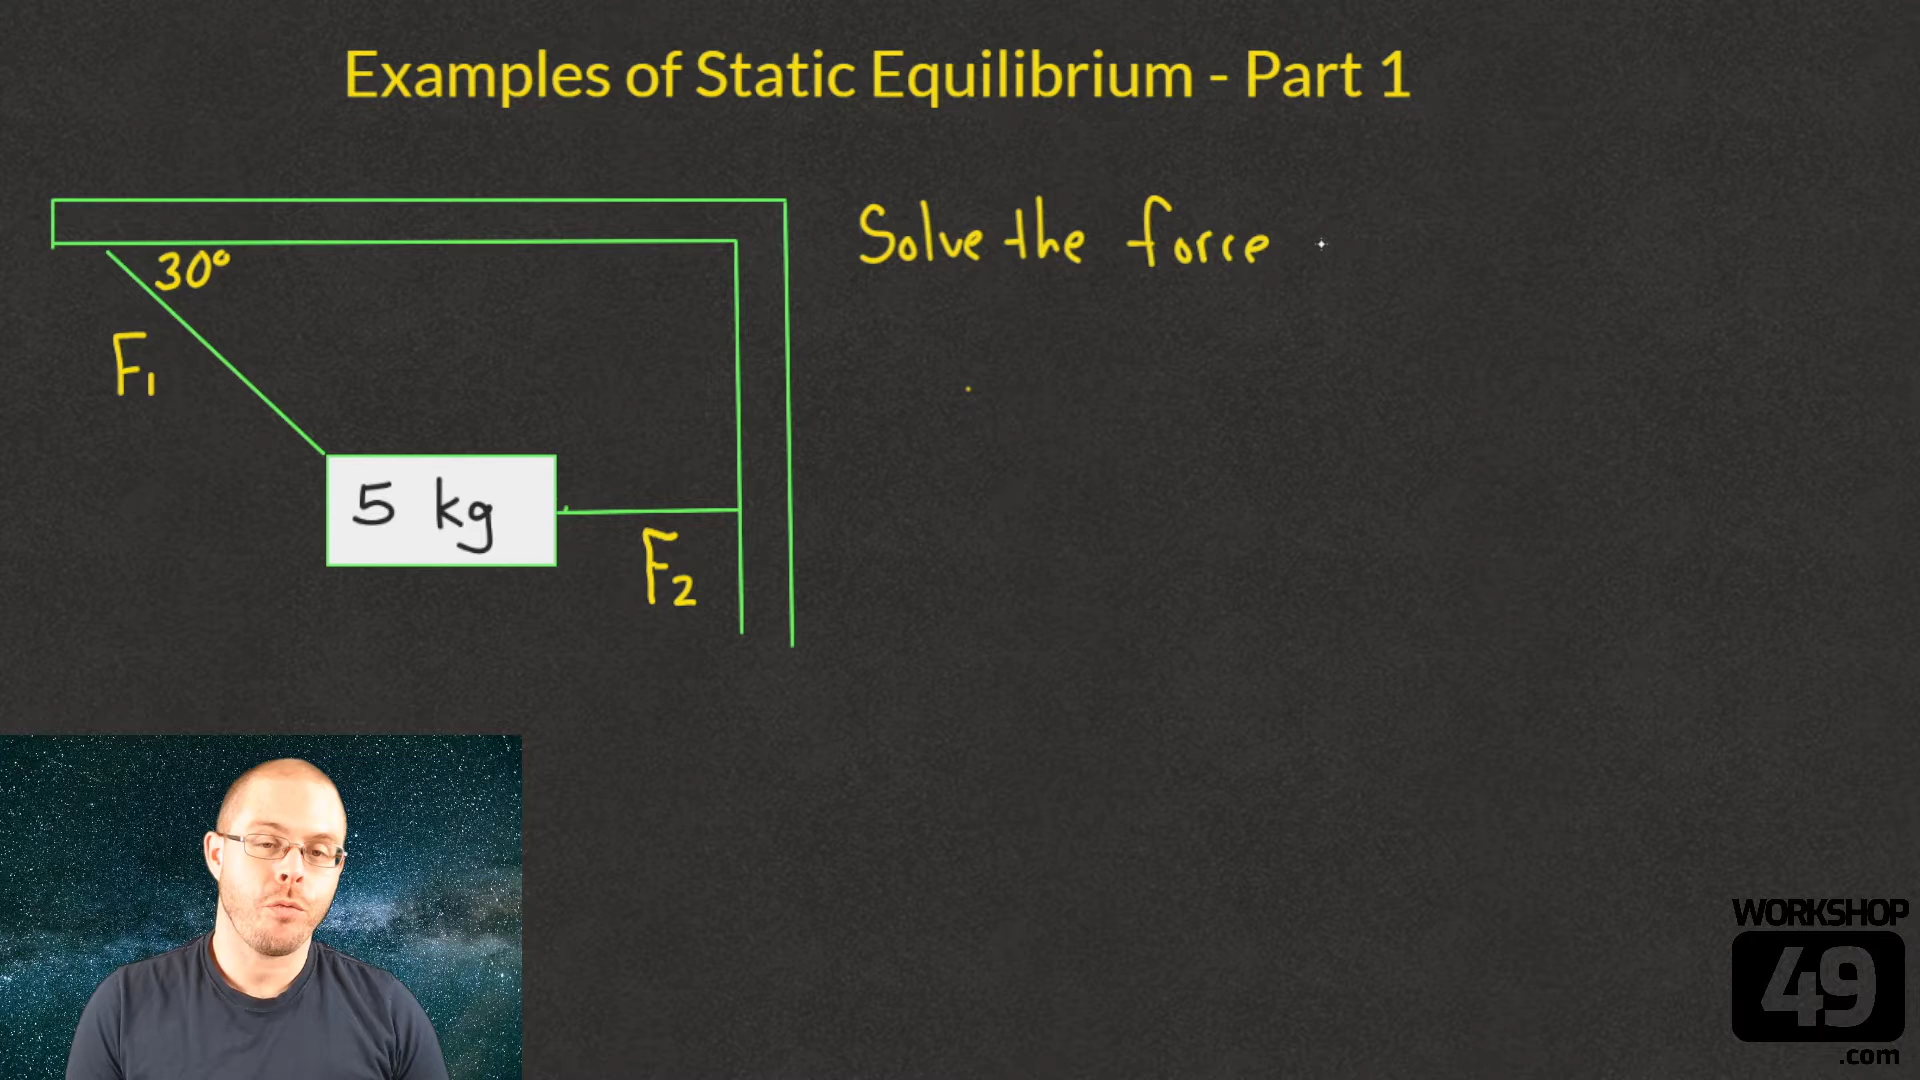 Examples of Static Equilibrium - Part 1
Solve the force
30°
F1
5 kg
F2
WORKSHOP
49
.com